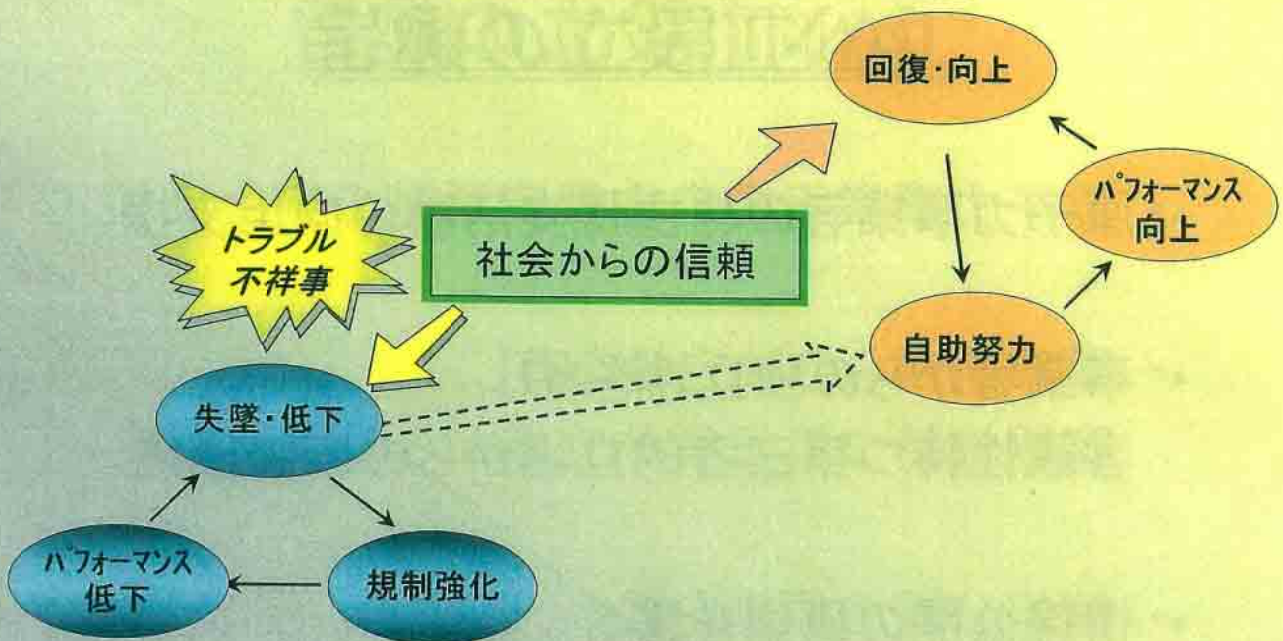 回復・向上
パフォーマンス
向上
トラブル
不祥事
社会からの信頼
自助努力
失墜・低下
パフォーマンス
低下
規制強化